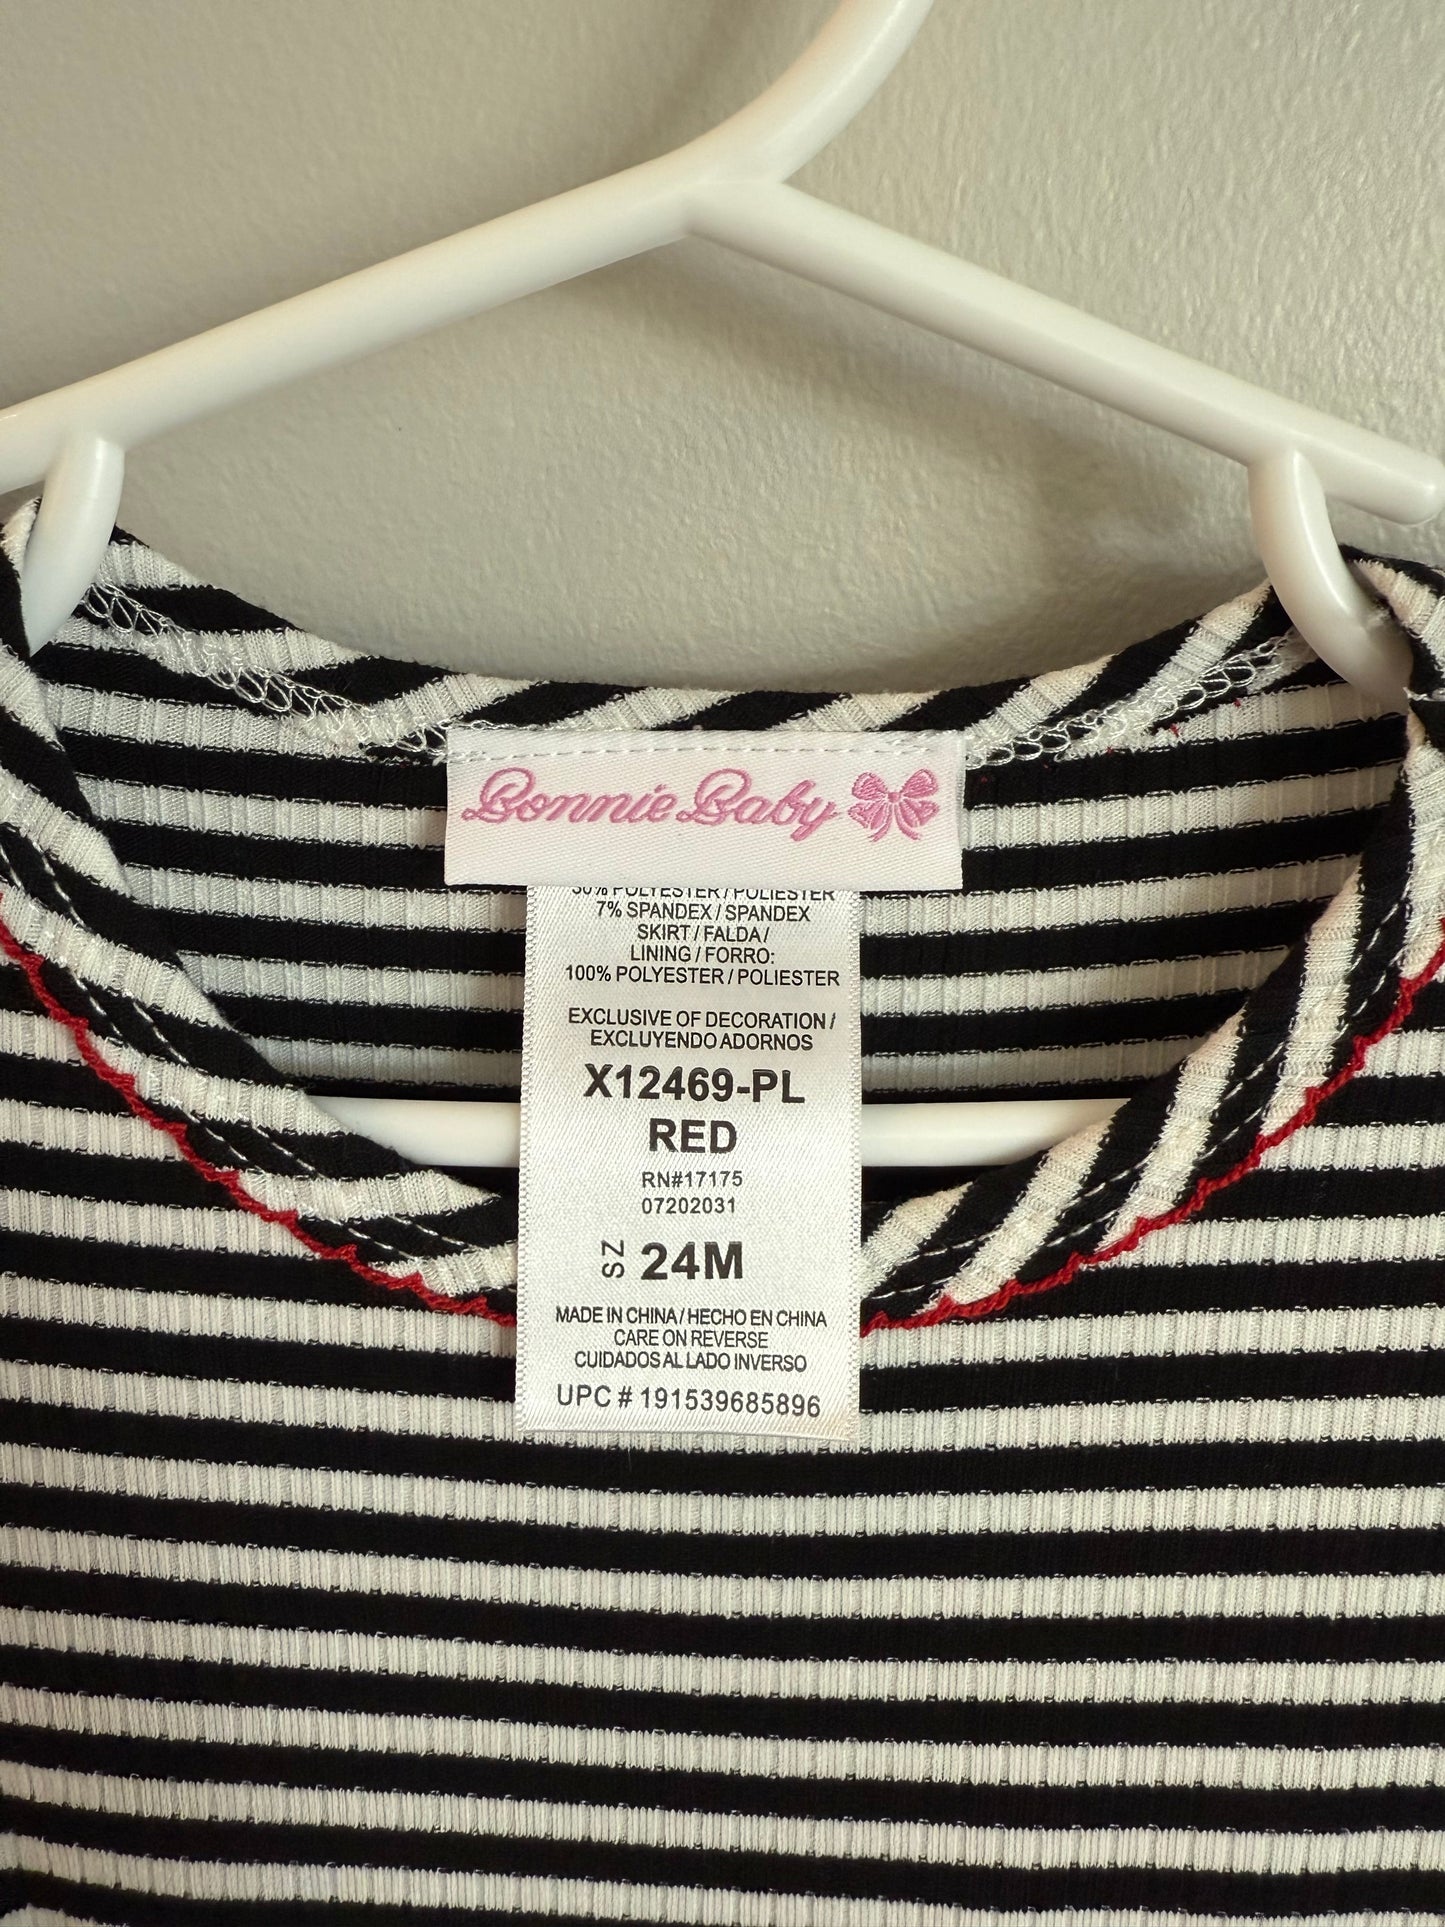 Bonnie Baby
POLYESTER / POLIESTER
7% SPANDEX / SPANDEX
SKIRT / FALDA /
LINING / FORRO:
100% POLYESTER / POLIESTER
EXCLUSIVE OF DECORATION /
EXCLUYENDO ADORNOS
X12469-PL
RED
RN#17175
07202031
SZ 24M
MADE IN CHINA / HECHO EN CHINA
CARE ON REVERSE
CUIDADOS AL LADO INVERSO
UPC # 191539685896